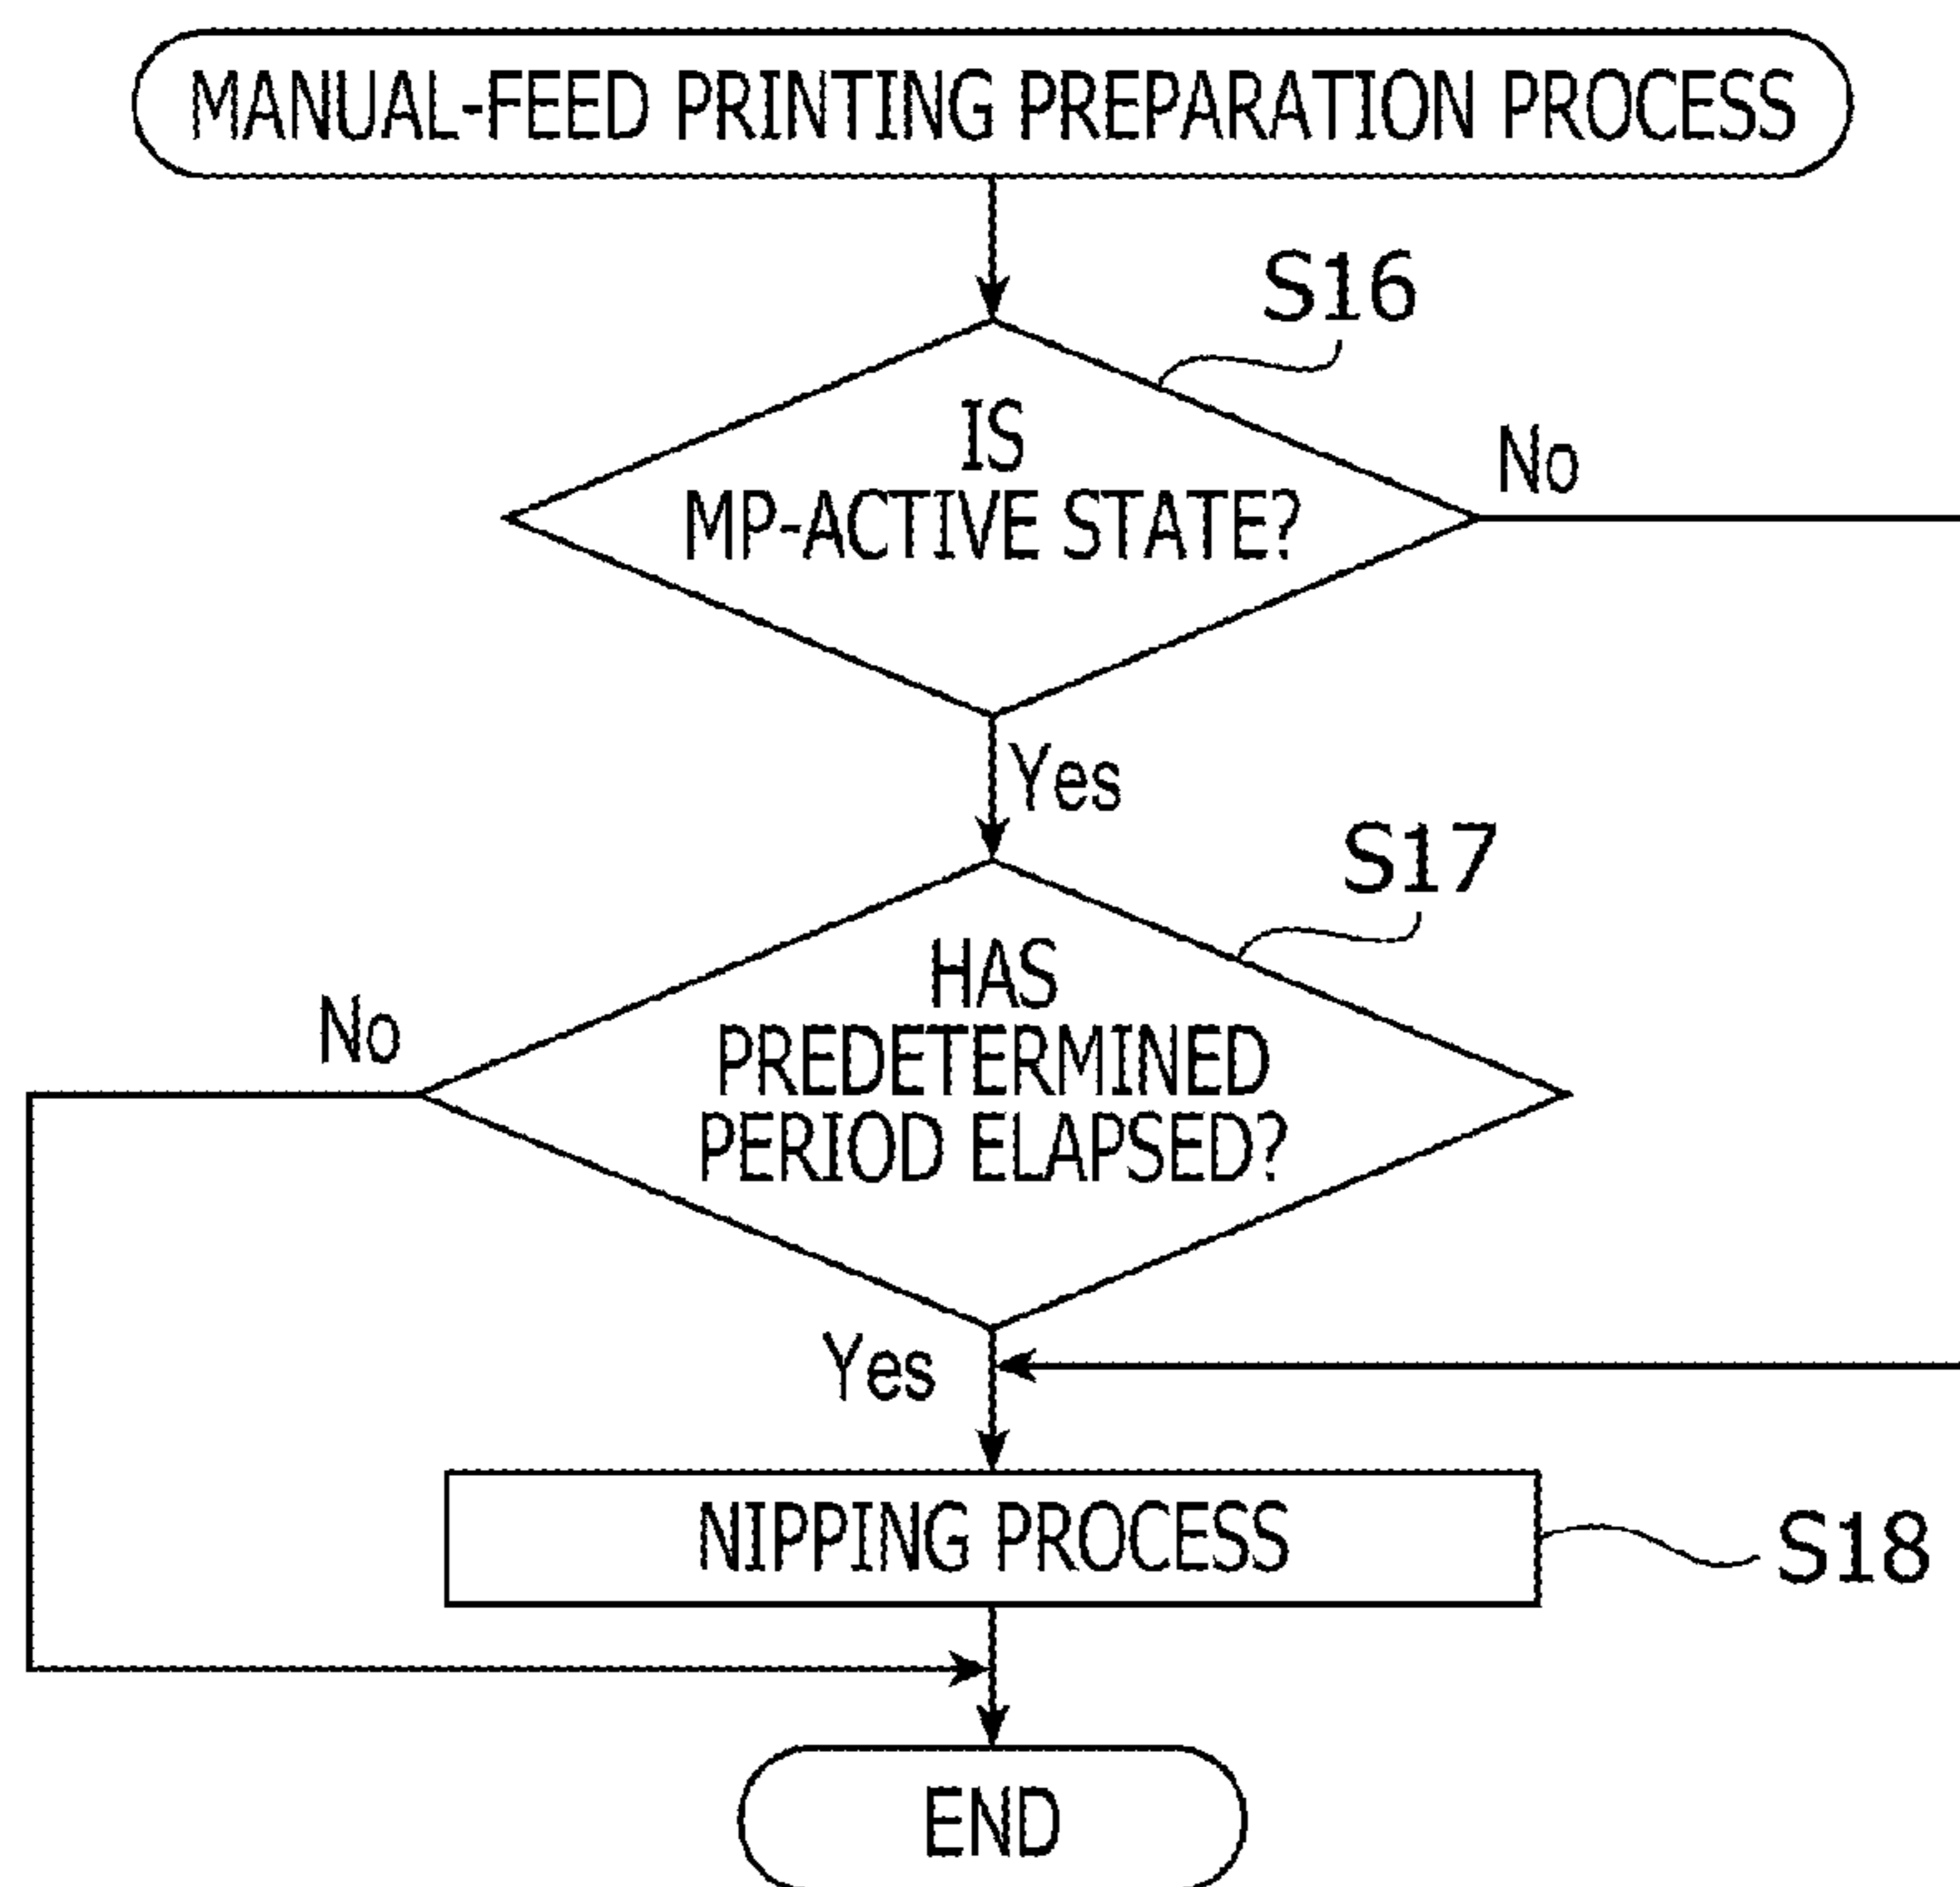 MANUAL-FEED PRINTING PREPARATION PROCESS
S16
IS
MP-ACTIVE STATE?
No
Yes
S17
HAS
PREDETERMINED
PERIOD ELAPSED?
No
Yes
NIPPING PROCESS
S18
END